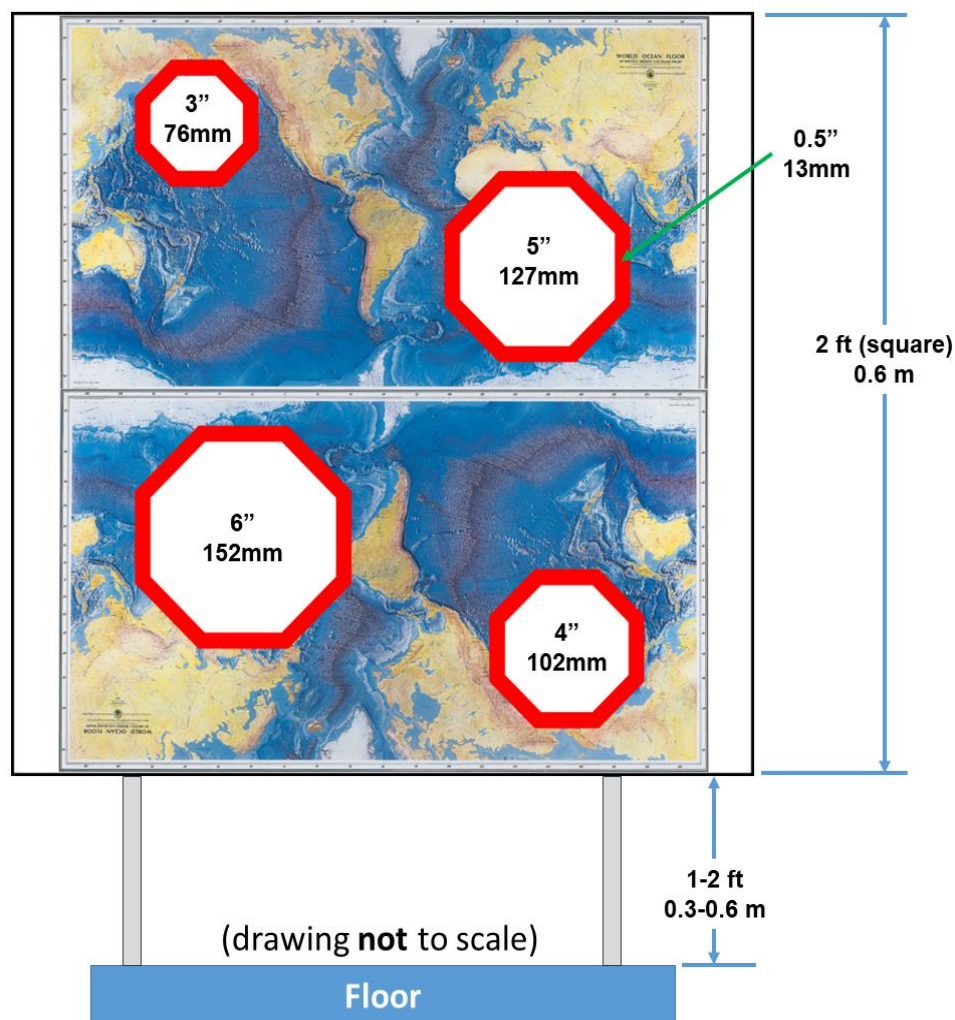 WORLD OCEAN FLOOR
3”
76mm
0.5”
13mm
5”
127mm
2 ft (square)
0.6 m
6”
152mm
4”
102mm
WORLD OCEAN FLOOR
1-2 ft
0.3-0.6 m
(drawing not to scale)
Floor